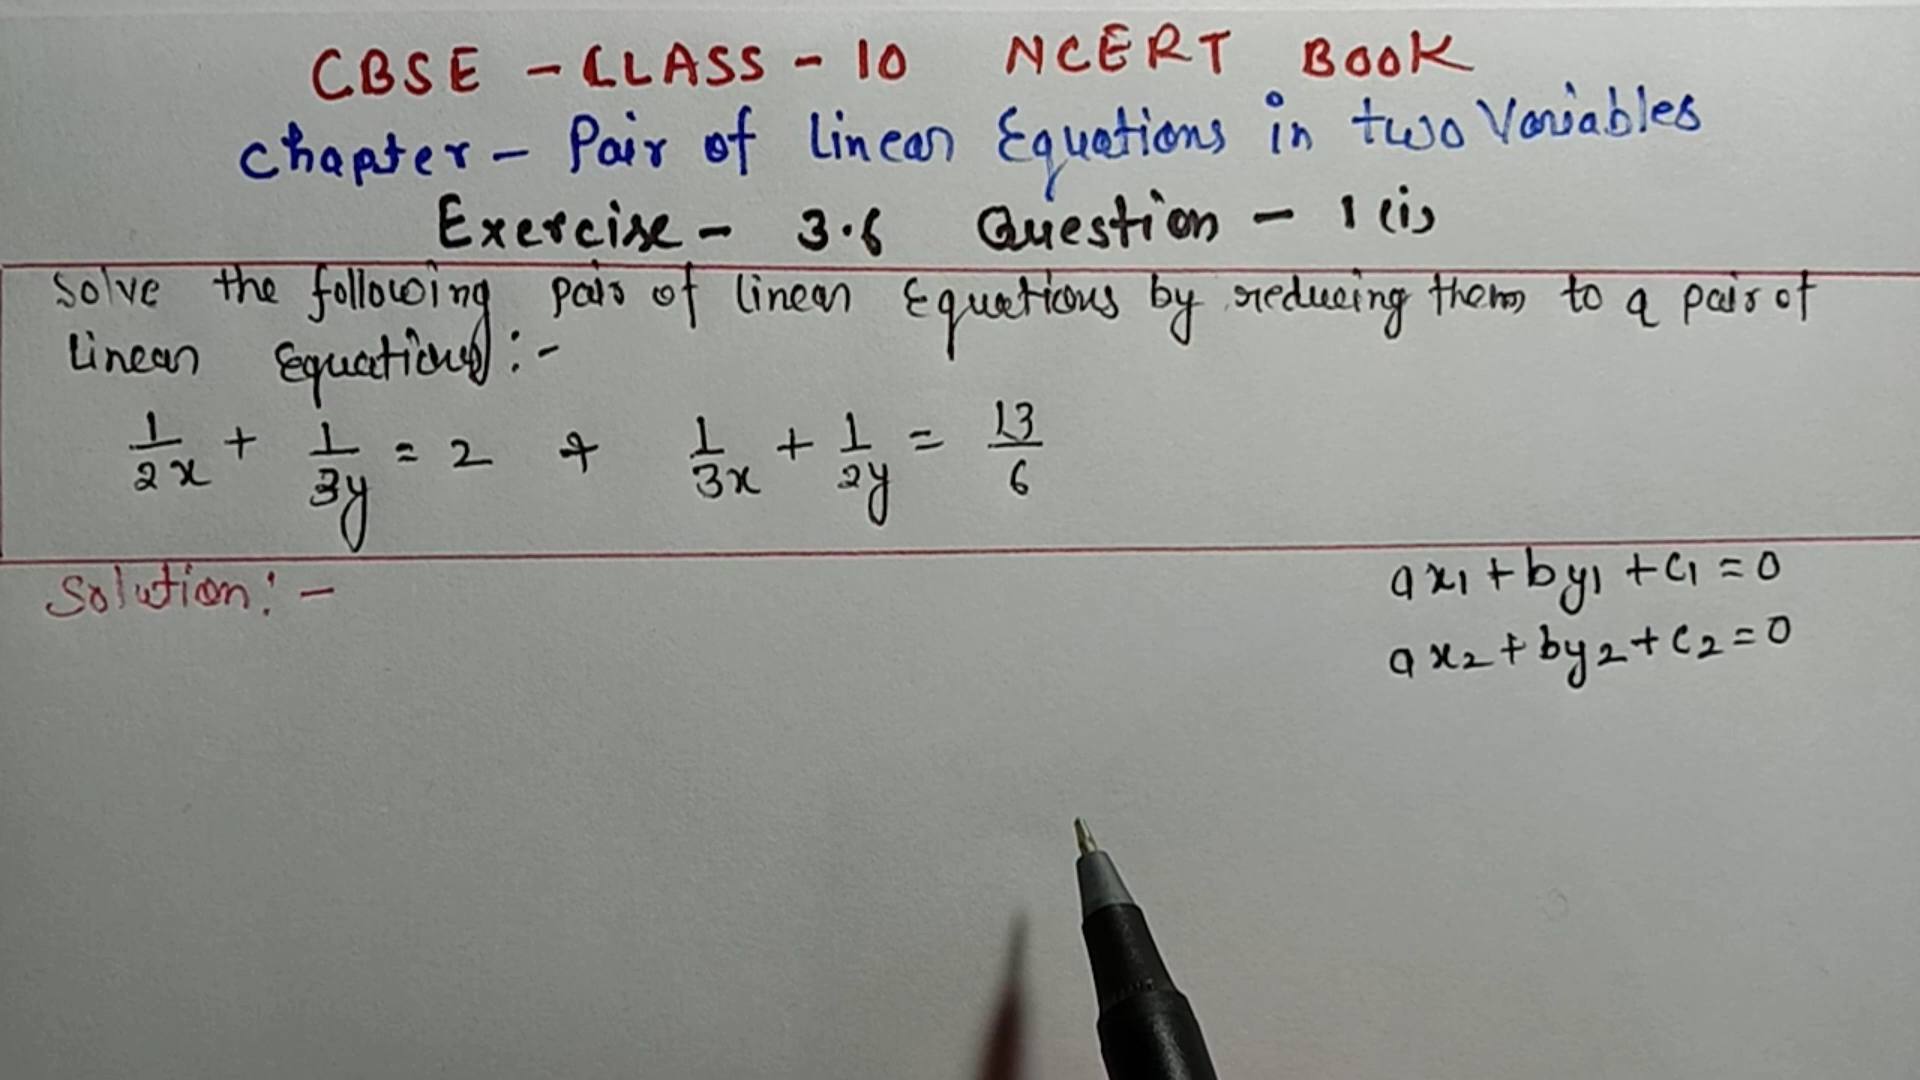 CBSE - CLASS - 10 NCERT BOOK
Chapter - Pair of Linear Equations in two Variables
Exercise - 3.6 Question - 1 (i)
Solve the following pair of linear Equations by reducing them to a pair of
linear Equations :-
1/2x + 1/3y = 2 & 1/3x + 1/2y = 13/6
Solution :-
ax₁ + by₁ + c₁ = 0
ax₂ + by₂ + c₂ = 0